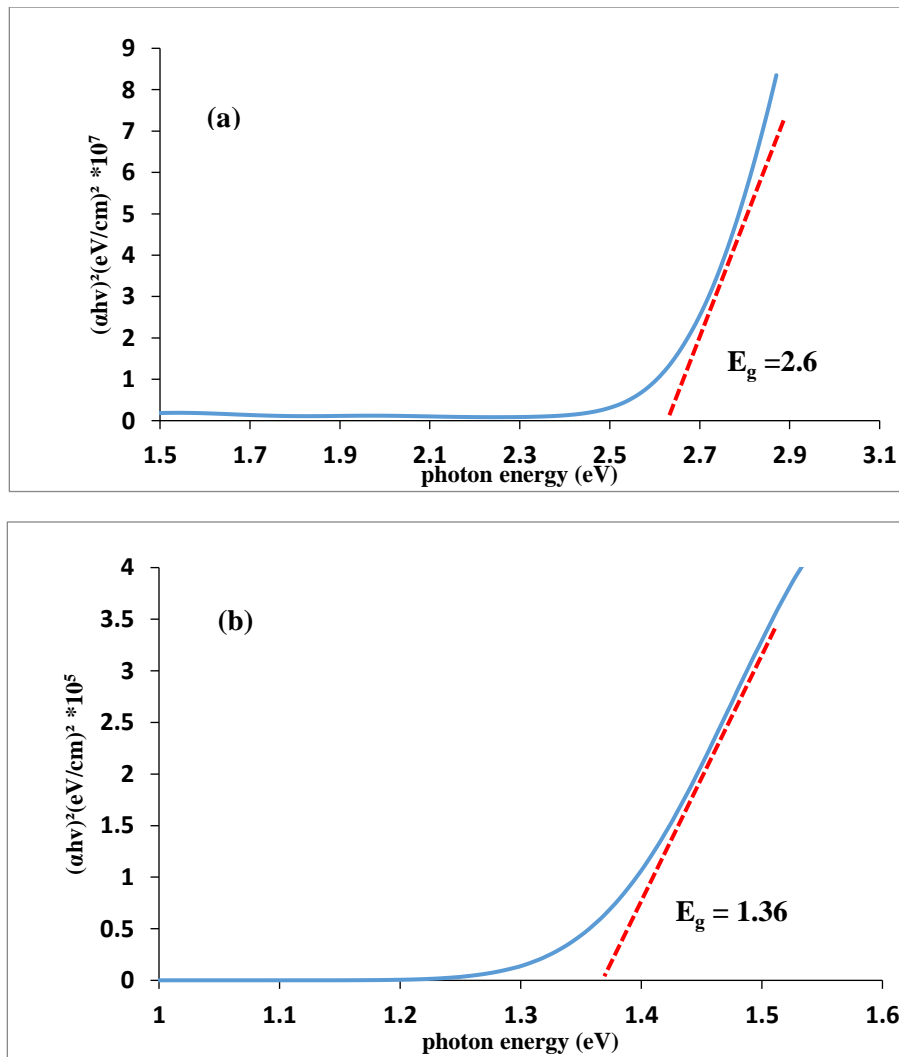 9
8
7
6
5
4
3
2
1
0
(αhv)²(eV/cm)² *10⁷
(a)
E_g =2.6
1.5 1.7 1.9 2.1 2.3 2.5 2.7 2.9 3.1
photon energy (eV)
4
3.5
3
2.5
2
1.5
1
0.5
0
(αhv)²(eV/cm)² *10⁵
(b)
E_g = 1.36
1 1.1 1.2 1.3 1.4 1.5 1.6
photon energy (eV)